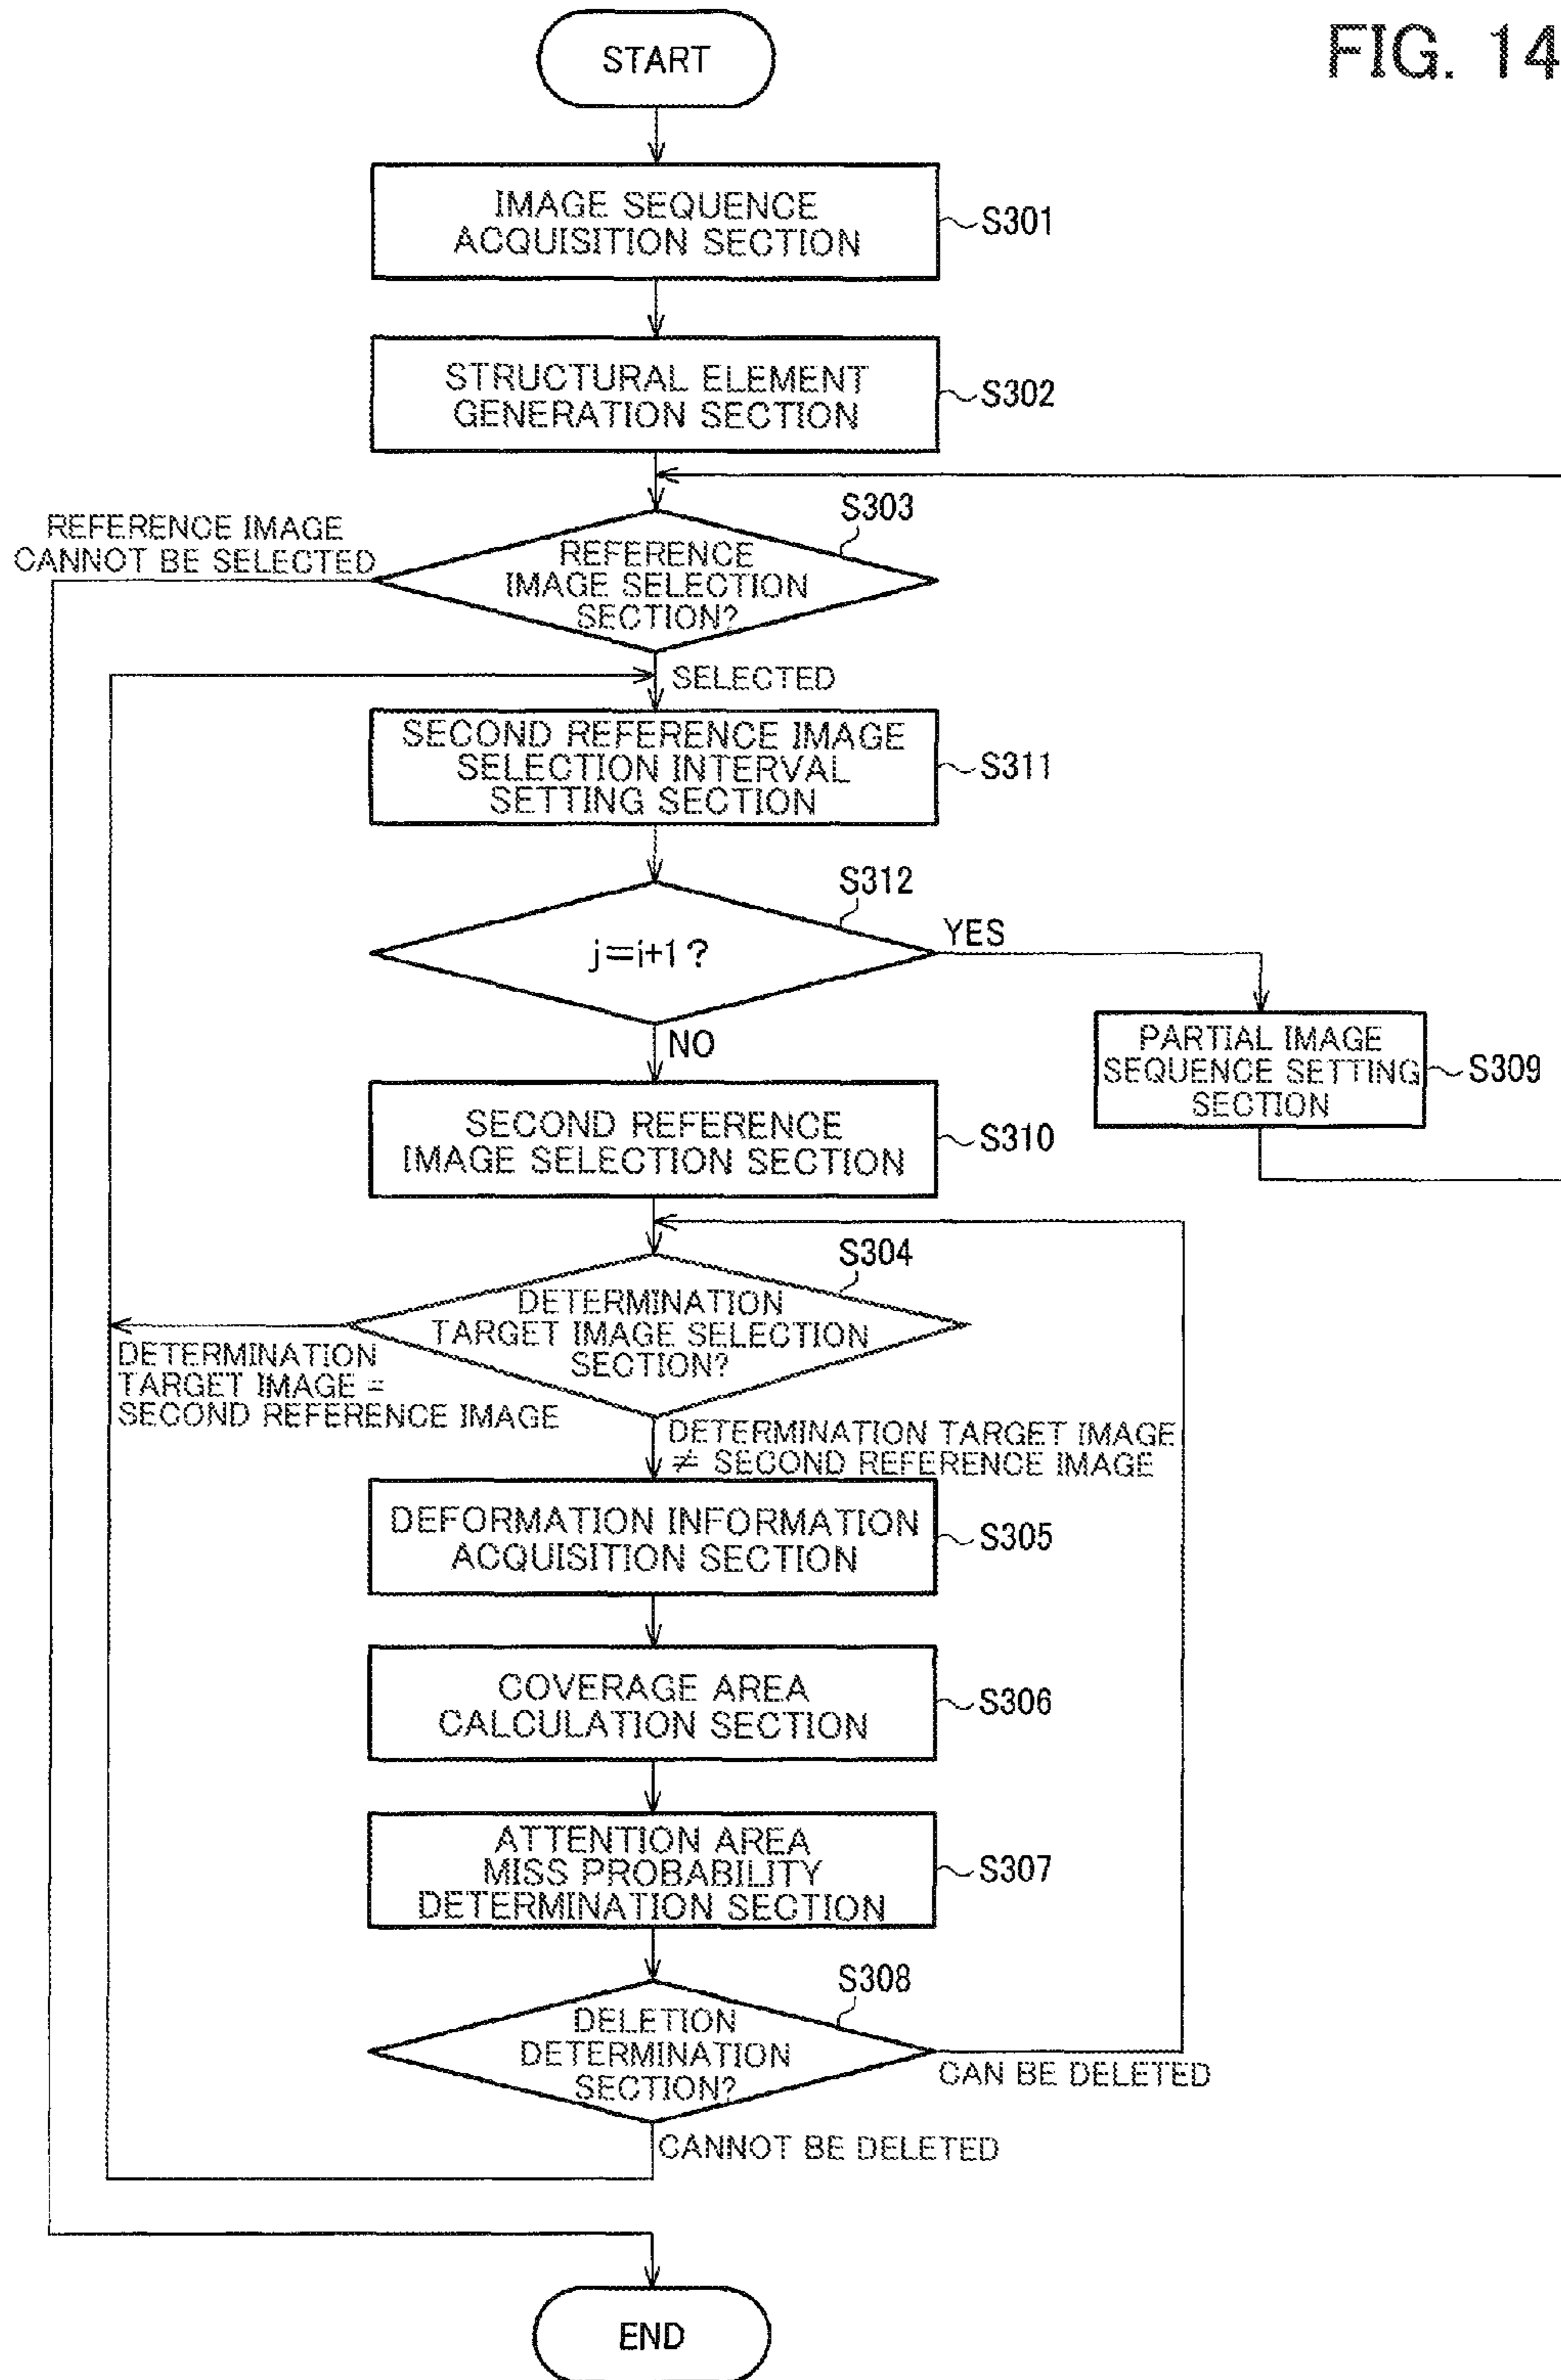 FIG. 14
START
IMAGE SEQUENCE
ACQUISITION SECTION
S301
STRUCTURAL ELEMENT
GENERATION SECTION
S302
S303
REFERENCE IMAGE
CANNOT BE SELECTED
REFERENCE
IMAGE SELECTION
SECTION?
SELECTED
SECOND REFERENCE IMAGE
SELECTION INTERVAL
SETTING SECTION
S311
S312
j=i+1?
YES
NO
PARTIAL IMAGE
SEQUENCE SETTING
SECTION
S309
SECOND REFERENCE
IMAGE SELECTION SECTION
S310
S304
DETERMINATION
TARGET IMAGE SELECTION
SECTION?
DETERMINATION
TARGET IMAGE =
SECOND REFERENCE IMAGE
DETERMINATION TARGET IMAGE
≠ SECOND REFERENCE IMAGE
DEFORMATION INFORMATION
ACQUISITION SECTION
S305
COVERAGE AREA
CALCULATION SECTION
S306
ATTENTION AREA
MISS PROBABILITY
DETERMINATION SECTION
S307
S308
DELETION
DETERMINATION
SECTION?
CAN BE DELETED
CANNOT BE DELETED
END